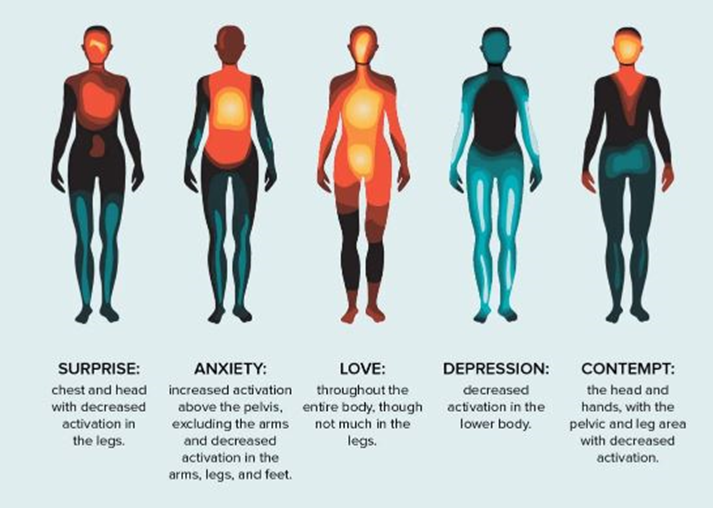 SURPRISE:
chest and head
with decreased
activation in
the legs.
ANXIETY:
increased activation
above the pelvis,
excluding the arms
and decreased
activation in the
arms, legs, and feet.
LOVE:
throughout the
entire body, though
not much in the
legs.
DEPRESSION:
decreased
activation in the
lower body.
CONTEMPT:
the head and
hands, with the
pelvic and leg area
with decreased
activation.